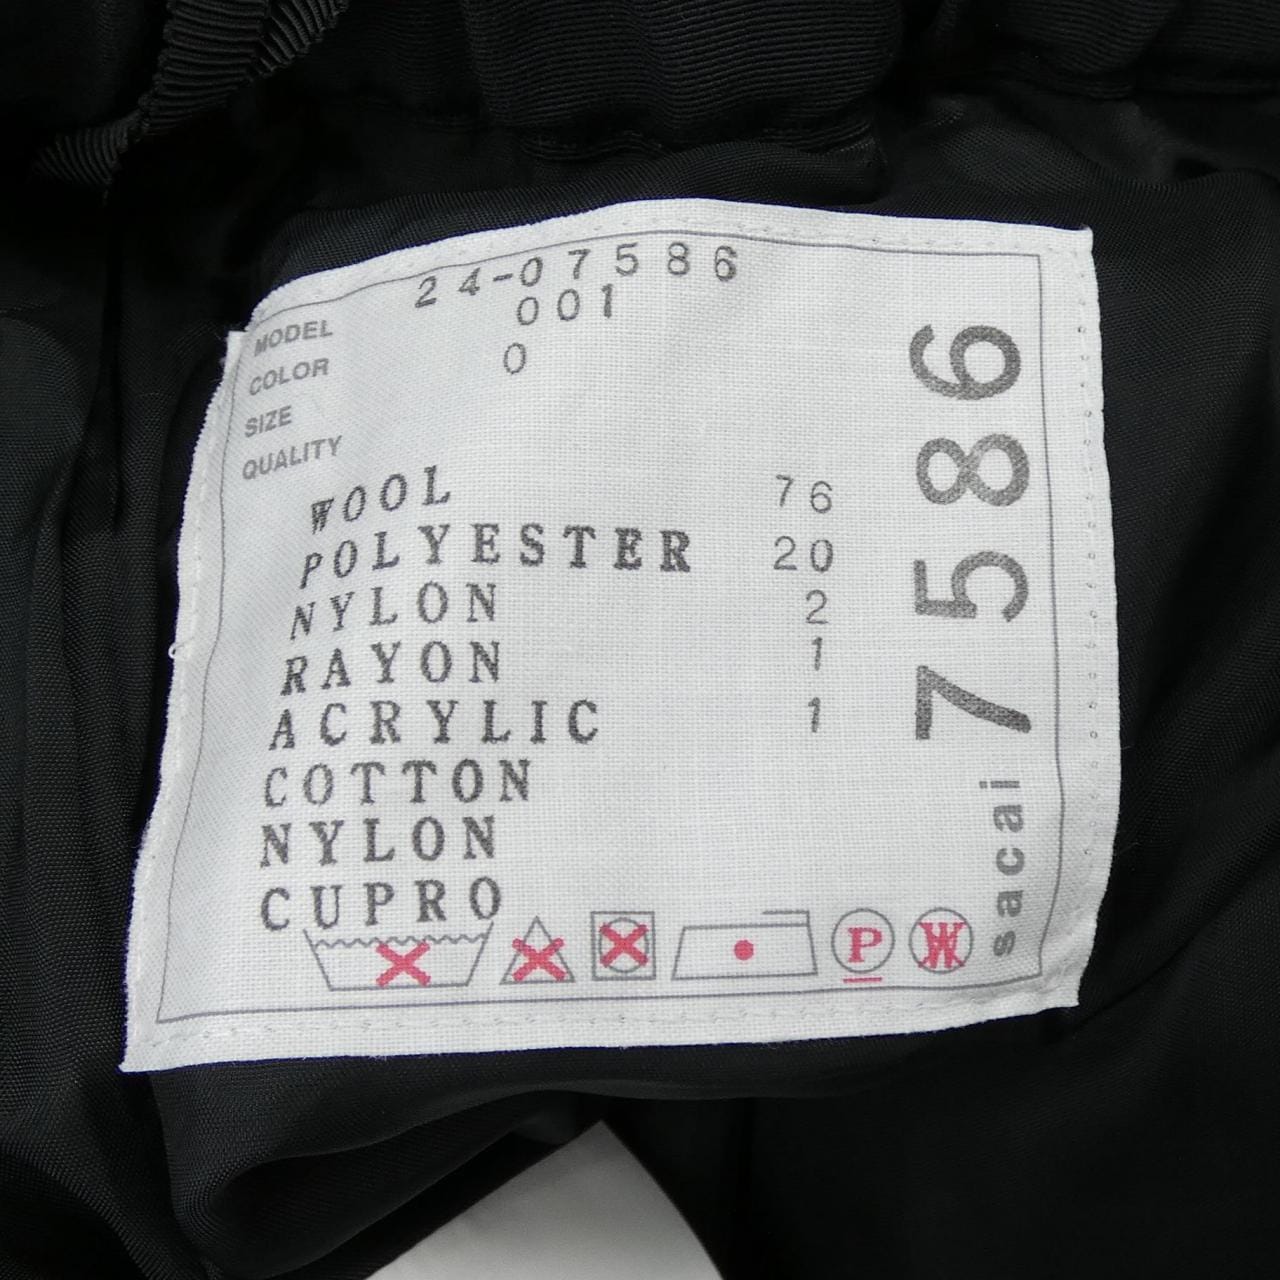 MODEL 24-07586
COLOR 001
SIZE 0
QUALITY
WOOL 76
POLYESTER 20
NYLON 2
RAYON 1
ACRYLIC 1
COTTON
NYLON
CUPRO
P
W
sacai 7586